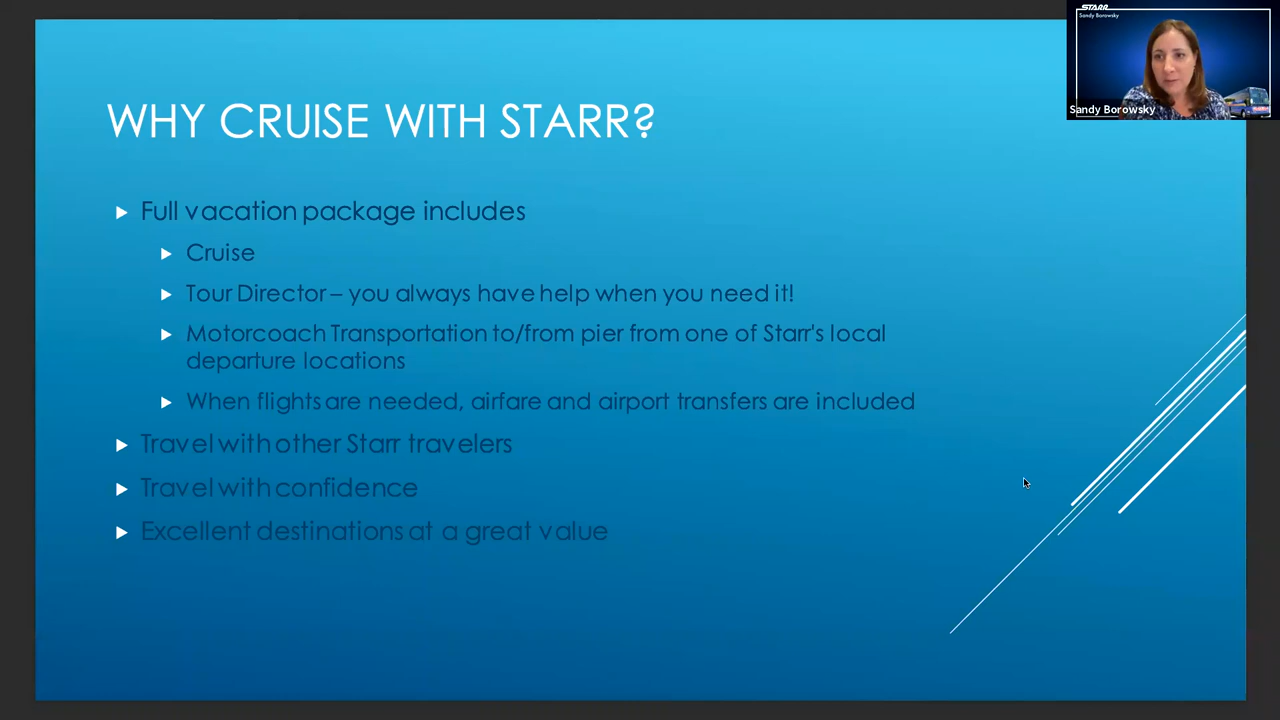 STARR
Sandy Borowsky
Sandy Borowsky
WHY CRUISE WITH STARR?
Full vacation package includes
Cruise
Tour Director – you always have help when you need it!
Motorcoach Transportation to/from pier from one of Starr's local
departure locations
When flights are needed, airfare and airport transfers are included
Travel with other Starr travelers
Travel with confidence
Excellent destinations at a great value